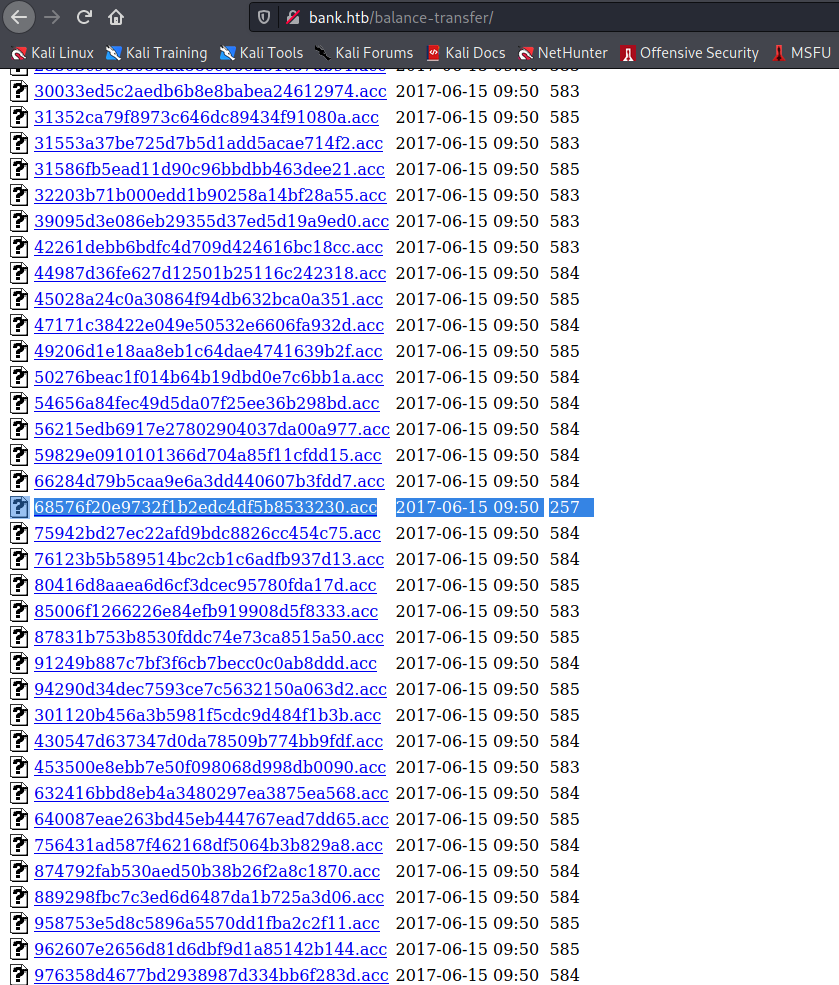 bank.htb/balance-transfer/
Kali Linux Kali Training Kali Tools Kali Forums Kali Docs NetHunter Offensive Security MSFU
30033ed5c2aedb6b8e8babea24612974.acc 2017-06-15 09:50 583
31352ca79f8973c646dc89434f91080a.acc 2017-06-15 09:50 585
31553a37be725d7b5d1add5acae714f2.acc 2017-06-15 09:50 583
31586fb5ead11d90c96bbdbb463dee21.acc 2017-06-15 09:50 585
32203b71b000edd1b90258a14bf28a55.acc 2017-06-15 09:50 583
39095d3e086eb29355d37ed5d19a9ed0.acc 2017-06-15 09:50 583
42261debb6bdfc4d709d424616bc18cc.acc 2017-06-15 09:50 583
44987d36fe627d12501b25116c242318.acc 2017-06-15 09:50 584
45028a24c0a30864f94db632bca0a351.acc 2017-06-15 09:50 585
47171c38422e049e50532e6606fa932d.acc 2017-06-15 09:50 584
49206d1e18aa8eb1c64dae4741639b2f.acc 2017-06-15 09:50 585
50276beac1f014b64b19dbd0e7c6bb1a.acc 2017-06-15 09:50 584
54656a84fec49d5da07f25ee36b298bd.acc 2017-06-15 09:50 584
56215edb6917e27802904037da00a977.acc 2017-06-15 09:50 584
59829e0910101366d704a85f11cfdd15.acc 2017-06-15 09:50 584
66284d79b5caa9e6a3dd440607b3fdd7.acc 2017-06-15 09:50 584
68576f20e9732f1b2edc4df5b8533230.acc 2017-06-15 09:50 257
75942bd27ec22afd9bdc8826cc454c75.acc 2017-06-15 09:50 584
76123b5b589514bc2cb1c6adfb937d13.acc 2017-06-15 09:50 584
80416d8aaea6d6cf3dcec95780fda17d.acc 2017-06-15 09:50 585
85006f1266226e84efb919908d5f8333.acc 2017-06-15 09:50 583
87831b753b8530fddc74e73ca8515a50.acc 2017-06-15 09:50 585
91249b887c7bf3f6cb7becc0c0ab8ddd.acc 2017-06-15 09:50 584
94290d34dec7593ce7c5632150a063d2.acc 2017-06-15 09:50 585
301120b456a3b5981f5cdc9d484f1b3b.acc 2017-06-15 09:50 585
430547d637347d0da78509b774bb9fdf.acc 2017-06-15 09:50 584
453500e8ebb7e50f098068d998db0090.acc 2017-06-15 09:50 583
632416bbd8eb4a3480297ea3875ea568.acc 2017-06-15 09:50 584
640087eae263bd45eb444767ead7dd65.acc 2017-06-15 09:50 585
756431ad587f462168df5064b3b829a8.acc 2017-06-15 09:50 584
874792fab530aed50b38b26f2a8c1870.acc 2017-06-15 09:50 584
889298fbc7c3ed6d6487da1b725a3d06.acc 2017-06-15 09:50 584
958753e5d8c5896a5570dd1fba2c2f11.acc 2017-06-15 09:50 585
962607e2656d81d6dbf9d1a85142b144.acc 2017-06-15 09:50 585
976358d4677bd2938987d334bb6f283d.acc 2017-06-15 09:50 584